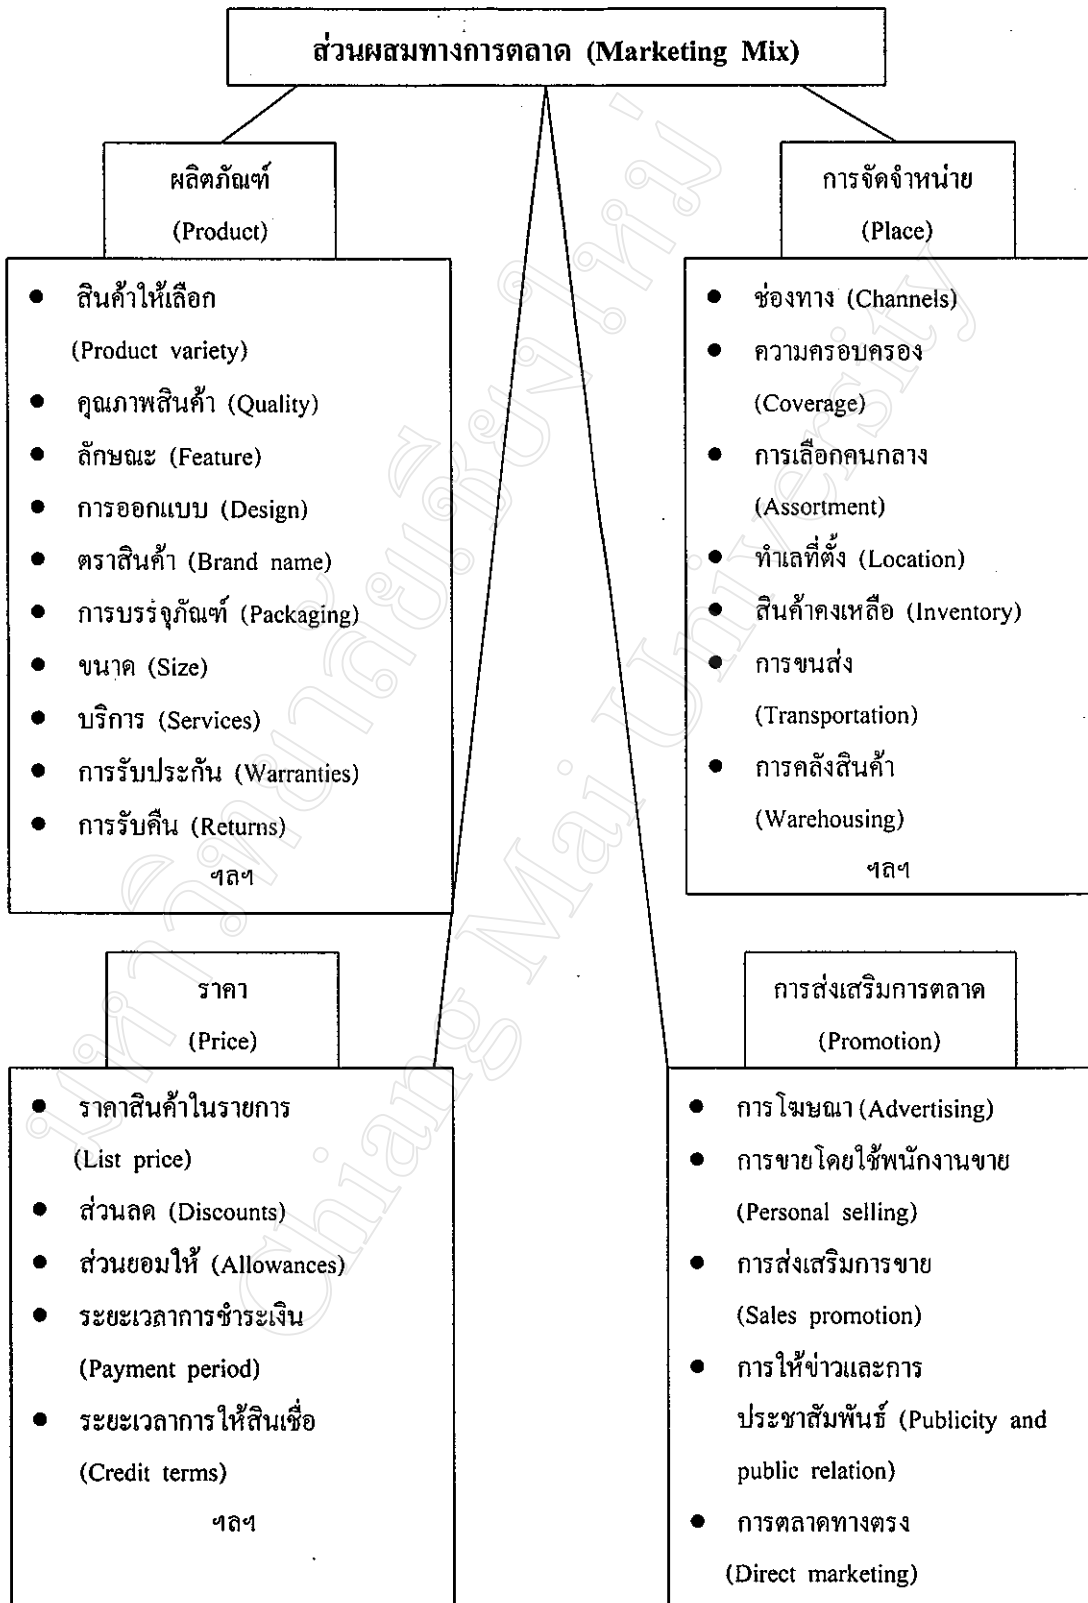 ส่วนผสมทางการตลาด (Marketing Mix)
ผลิตภัณฑ์
(Product)
● สินค้าให้เลือก
(Product variety)
● คุณภาพสินค้า (Quality)
● ลักษณะ (Feature)
● การออกแบบ (Design)
● ตราสินค้า (Brand name)
● การบรรจุภัณฑ์ (Packaging)
● ขนาด (Size)
● บริการ (Services)
● การรับประกัน (Warranties)
● การรับคืน (Returns)
ฯลฯ
การจัดจำหน่าย
(Place)
● ช่องทาง (Channels)
● ความครอบครอง
(Coverage)
● การเลือกคนกลาง
(Assortment)
● ทำเลที่ตั้ง (Location)
● สินค้าคงเหลือ (Inventory)
● การขนส่ง
(Transportation)
● การคลังสินค้า
(Warehousing)
ฯลฯ
ราคา
(Price)
● ราคาสินค้าในรายการ
(List price)
● ส่วนลด (Discounts)
● ส่วนยอมให้ (Allowances)
● ระยะเวลาการชำระเงิน
(Payment period)
● ระยะเวลาการให้สินเชื่อ
(Credit terms)
ฯลฯ
การส่งเสริมการตลาด
(Promotion)
● การโฆษณา (Advertising)
● การขายโดยใช้พนักงานขาย
(Personal selling)
● การส่งเสริมการขาย
(Sales promotion)
● การให้ข่าวและการ
ประชาสัมพันธ์ (Publicity and
public relation)
● การตลาดทางตรง
(Direct marketing)
มหาวิทยาลัยเชียงใหม่
Chiang Mai University